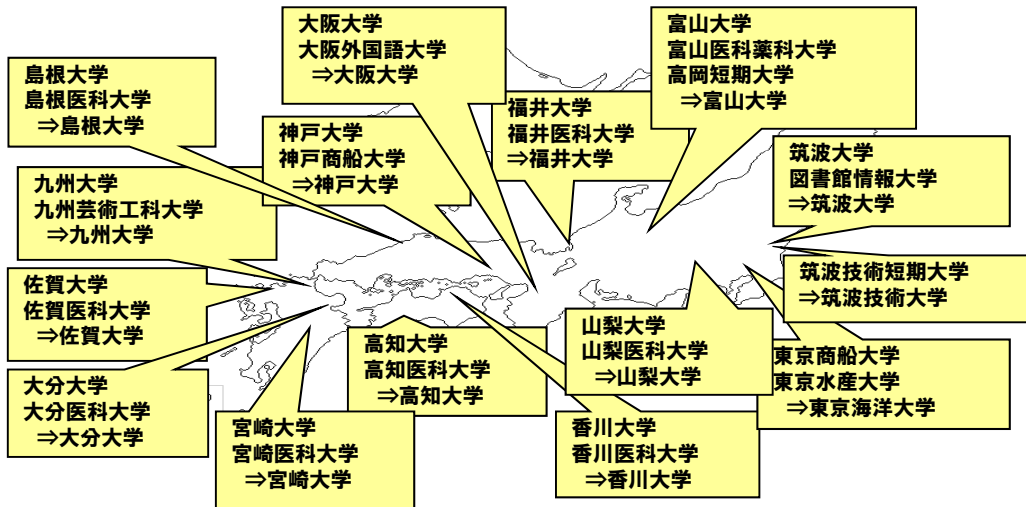 大阪大学
大阪外国語大学
⇒大阪大学
富山大学
富山医科薬科大学
高岡短期大学
⇒富山大学
島根大学
島根医科大学
⇒島根大学
神戸大学
神戸商船大学
⇒神戸大学
福井大学
福井医科大学
⇒福井大学
筑波大学
図書館情報大学
⇒筑波大学
九州大学
九州芸術工科大学
⇒九州大学
筑波技術短期大学
⇒筑波技術大学
佐賀大学
佐賀医科大学
⇒佐賀大学
高知大学
高知医科大学
⇒高知大学
山梨大学
山梨医科大学
⇒山梨大学
東京商船大学
東京水産大学
⇒東京海洋大学
大分大学
大分医科大学
⇒大分大学
宮崎大学
宮崎医科大学
⇒宮崎大学
香川大学
香川医科大学
⇒香川大学